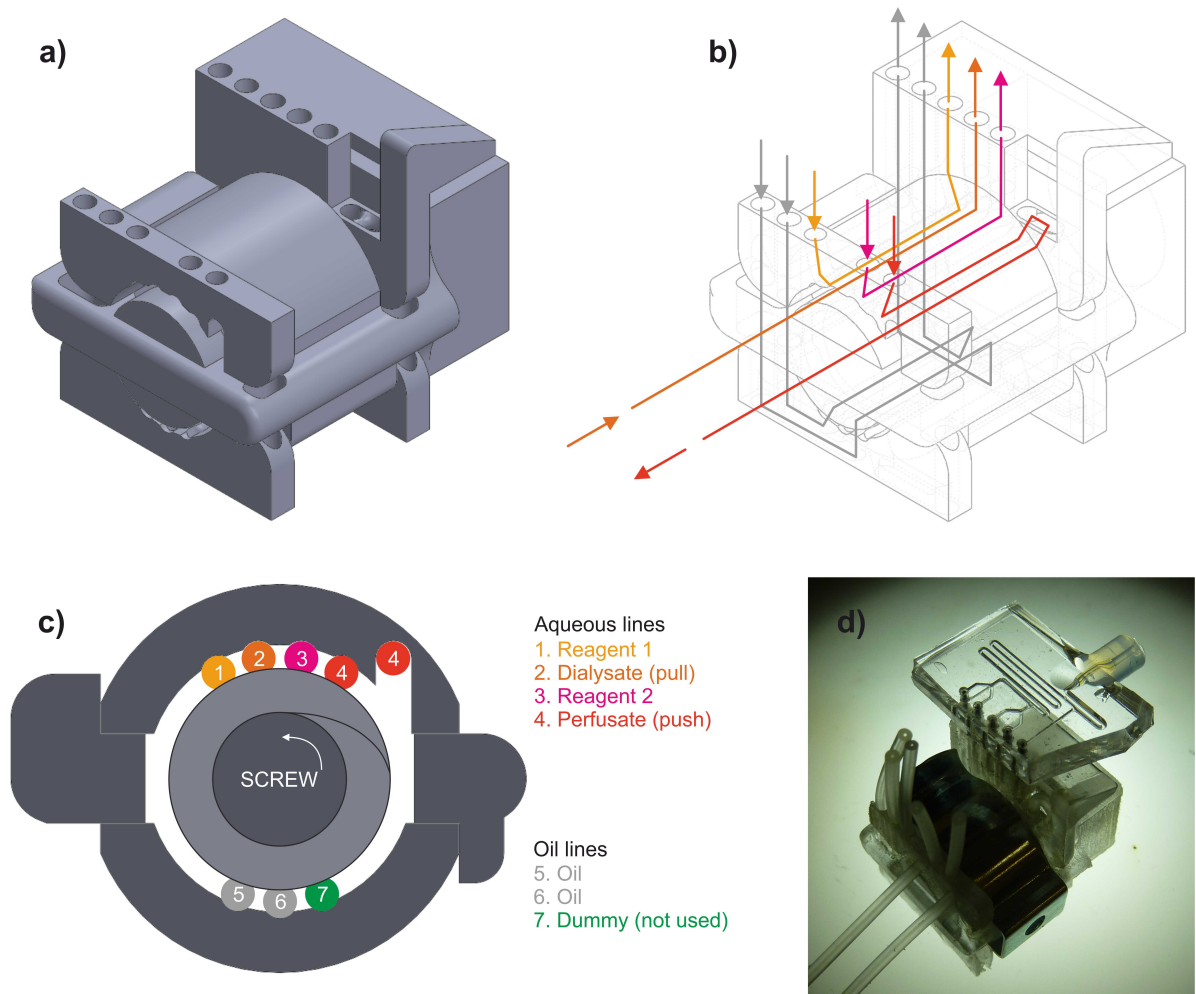 a)
b)
c)
1
2
3
4
4
SCREW
5
6
7
Aqueous lines
1. Reagent 1
2. Dialysate (pull)
3. Reagent 2
4. Perfusate (push)
Oil lines
5. Oil
6. Oil
7. Dummy (not used)
d)